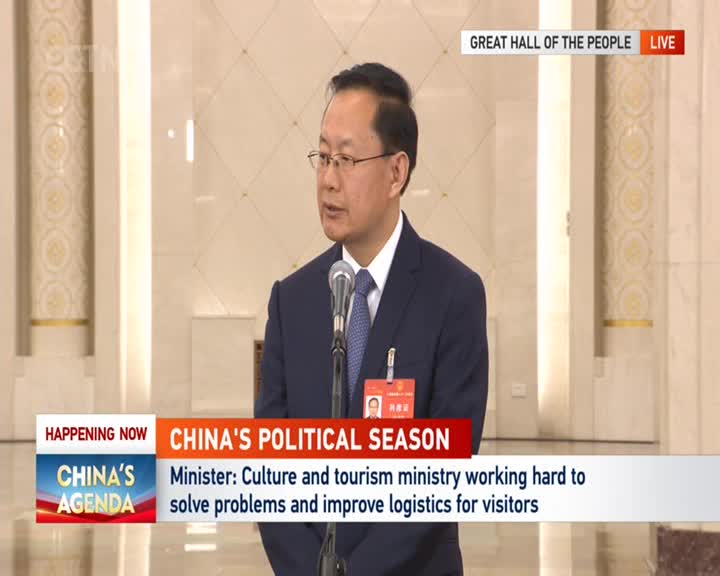 CGTN
GREAT HALL OF THE PEOPLE LIVE
HAPPENING NOW
CHINA'S POLITICAL SEASON
CHINA'S
AGENDA
Minister: Culture and tourism ministry working hard to
solve problems and improve logistics for visitors